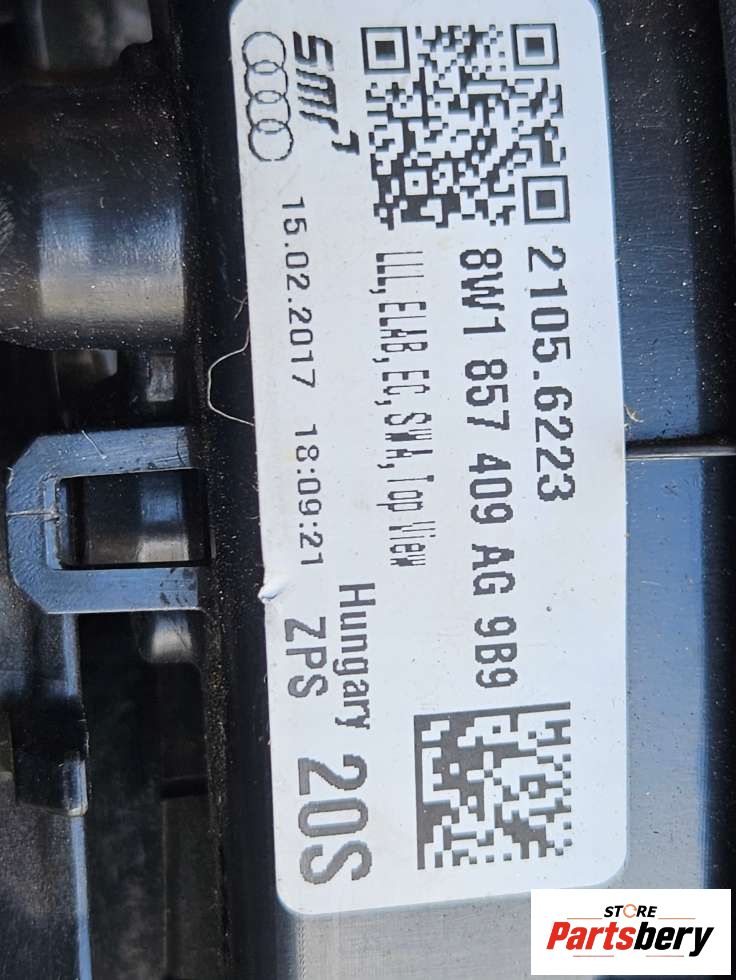 smr
2105.6223
8W1 857 409 AG 9B9
LLL,ELAB,EC,SWA,Top View
15.02.2017 18:09:21
Hungary
ZPS
20S
STORE
Partsbery